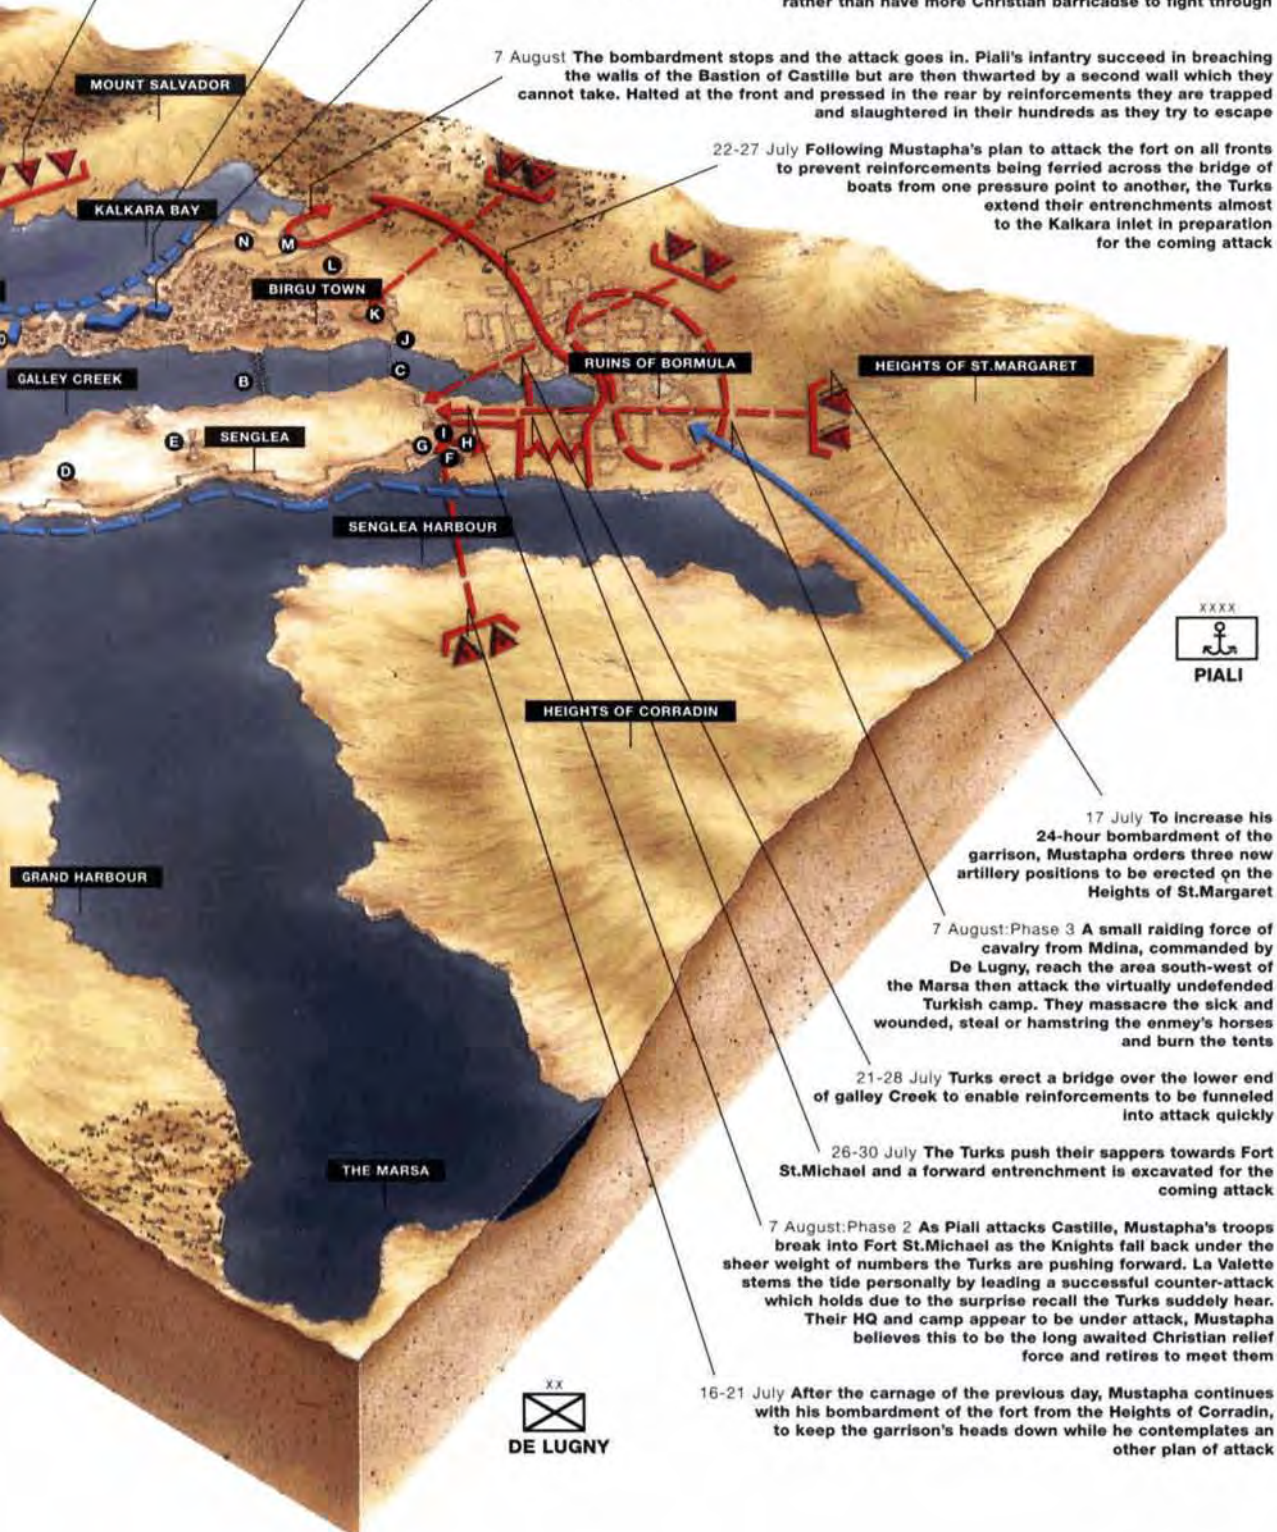 rather than have more Christian barricadse to fight through
7 August The bombardment stops and the attack goes in. Piali's infantry succeed in breaching
the walls of the Bastion of Castille but are then thwarted by a second wall which they
cannot take. Halted at the front and pressed in the rear by reinforcements they are trapped
and slaughtered in their hundreds as they try to escape
MOUNT SALVADOR
22-27 July Following Mustapha's plan to attack the fort on all fronts
to prevent reinforcements being ferried across the bridge of
boats from one pressure point to another, the Turks
extend their entrenchments almost
to the Kalkara inlet in preparation
for the coming attack
KALKARA BAY
N
M
L
BIRGU TOWN
K
J
C
B
GALLEY CREEK
RUINS OF BORMULA
HEIGHTS OF ST.MARGARET
E
SENGLEA
D
I
G
H
F
SENGLEA HARBOUR
XXXX
PIALI
HEIGHTS OF CORRADIN
17 July To increase his
24-hour bombardment of the
garrison, Mustapha orders three new
artillery positions to be erected on the
Heights of St.Margaret
GRAND HARBOUR
7 August:Phase 3 A small raiding force of
cavalry from Mdina, commanded by
De Lugny, reach the area south-west of
the Marsa then attack the virtually undefended
Turkish camp. They massacre the sick and
wounded, steal or hamstring the enmey's horses
and burn the tents
21-28 July Turks erect a bridge over the lower end
of galley Creek to enable reinforcements to be funneled
into attack quickly
26-30 July The Turks push their sappers towards Fort
St.Michael and a forward entrenchment is excavated for the
coming attack
THE MARSA
7 August:Phase 2 As Piali attacks Castille, Mustapha's troops
break into Fort St.Michael as the Knights fall back under the
sheer weight of numbers the Turks are pushing forward. La Valette
stems the tide personally by leading a successful counter-attack
which holds due to the surprise recall the Turks suddely hear.
Their HQ and camp appear to be under attack, Mustapha
believes this to be the long awaited Christian relief
force and retires to meet them
16-21 July After the carnage of the previous day, Mustapha continues
with his bombardment of the fort from the Heights of Corradin,
to keep the garrison's heads down while he contemplates an
other plan of attack
XX
DE LUGNY